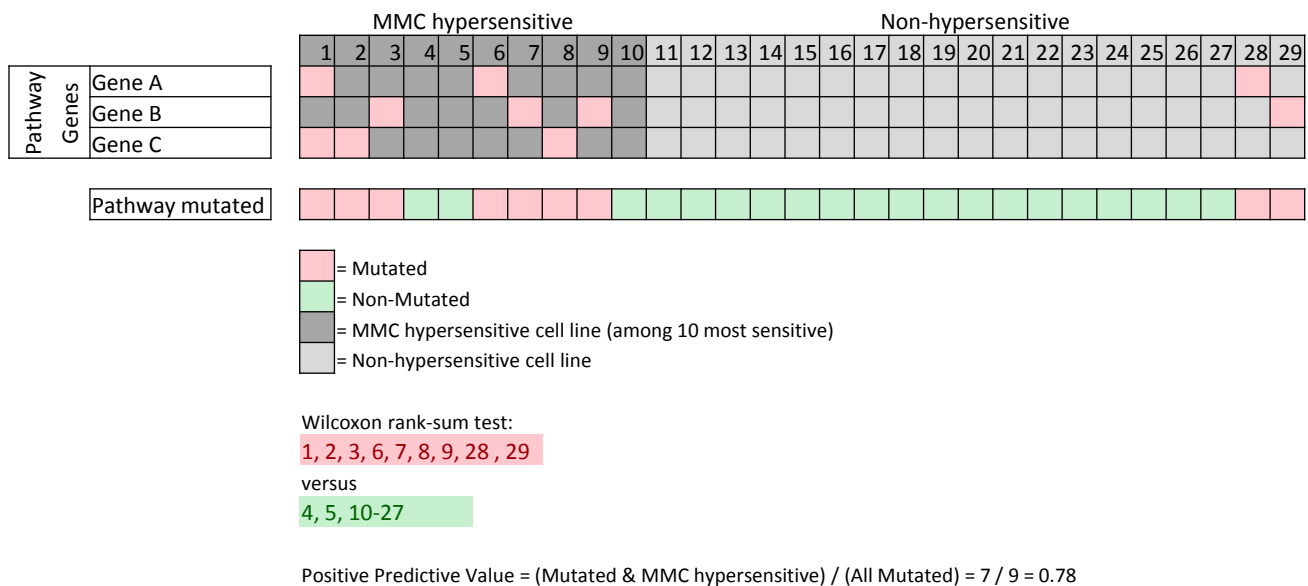 MMC hypersensitive Non-hypersensitive
1 2 3 4 5 6 7 8 9 10 11 12 13 14 15 16 17 18 19 20 21 22 23 24 25 26 27 28 29
Pathway
Genes
Gene A
Gene B
Gene C
Pathway mutated
= Mutated
= Non-Mutated
= MMC hypersensitive cell line (among 10 most sensitive)
= Non-hypersensitive cell line
Wilcoxon rank-sum test:
1, 2, 3, 6, 7, 8, 9, 28 , 29
versus
4, 5, 10-27
Positive Predictive Value = (Mutated & MMC hypersensitive) / (All Mutated) = 7 / 9 = 0.78